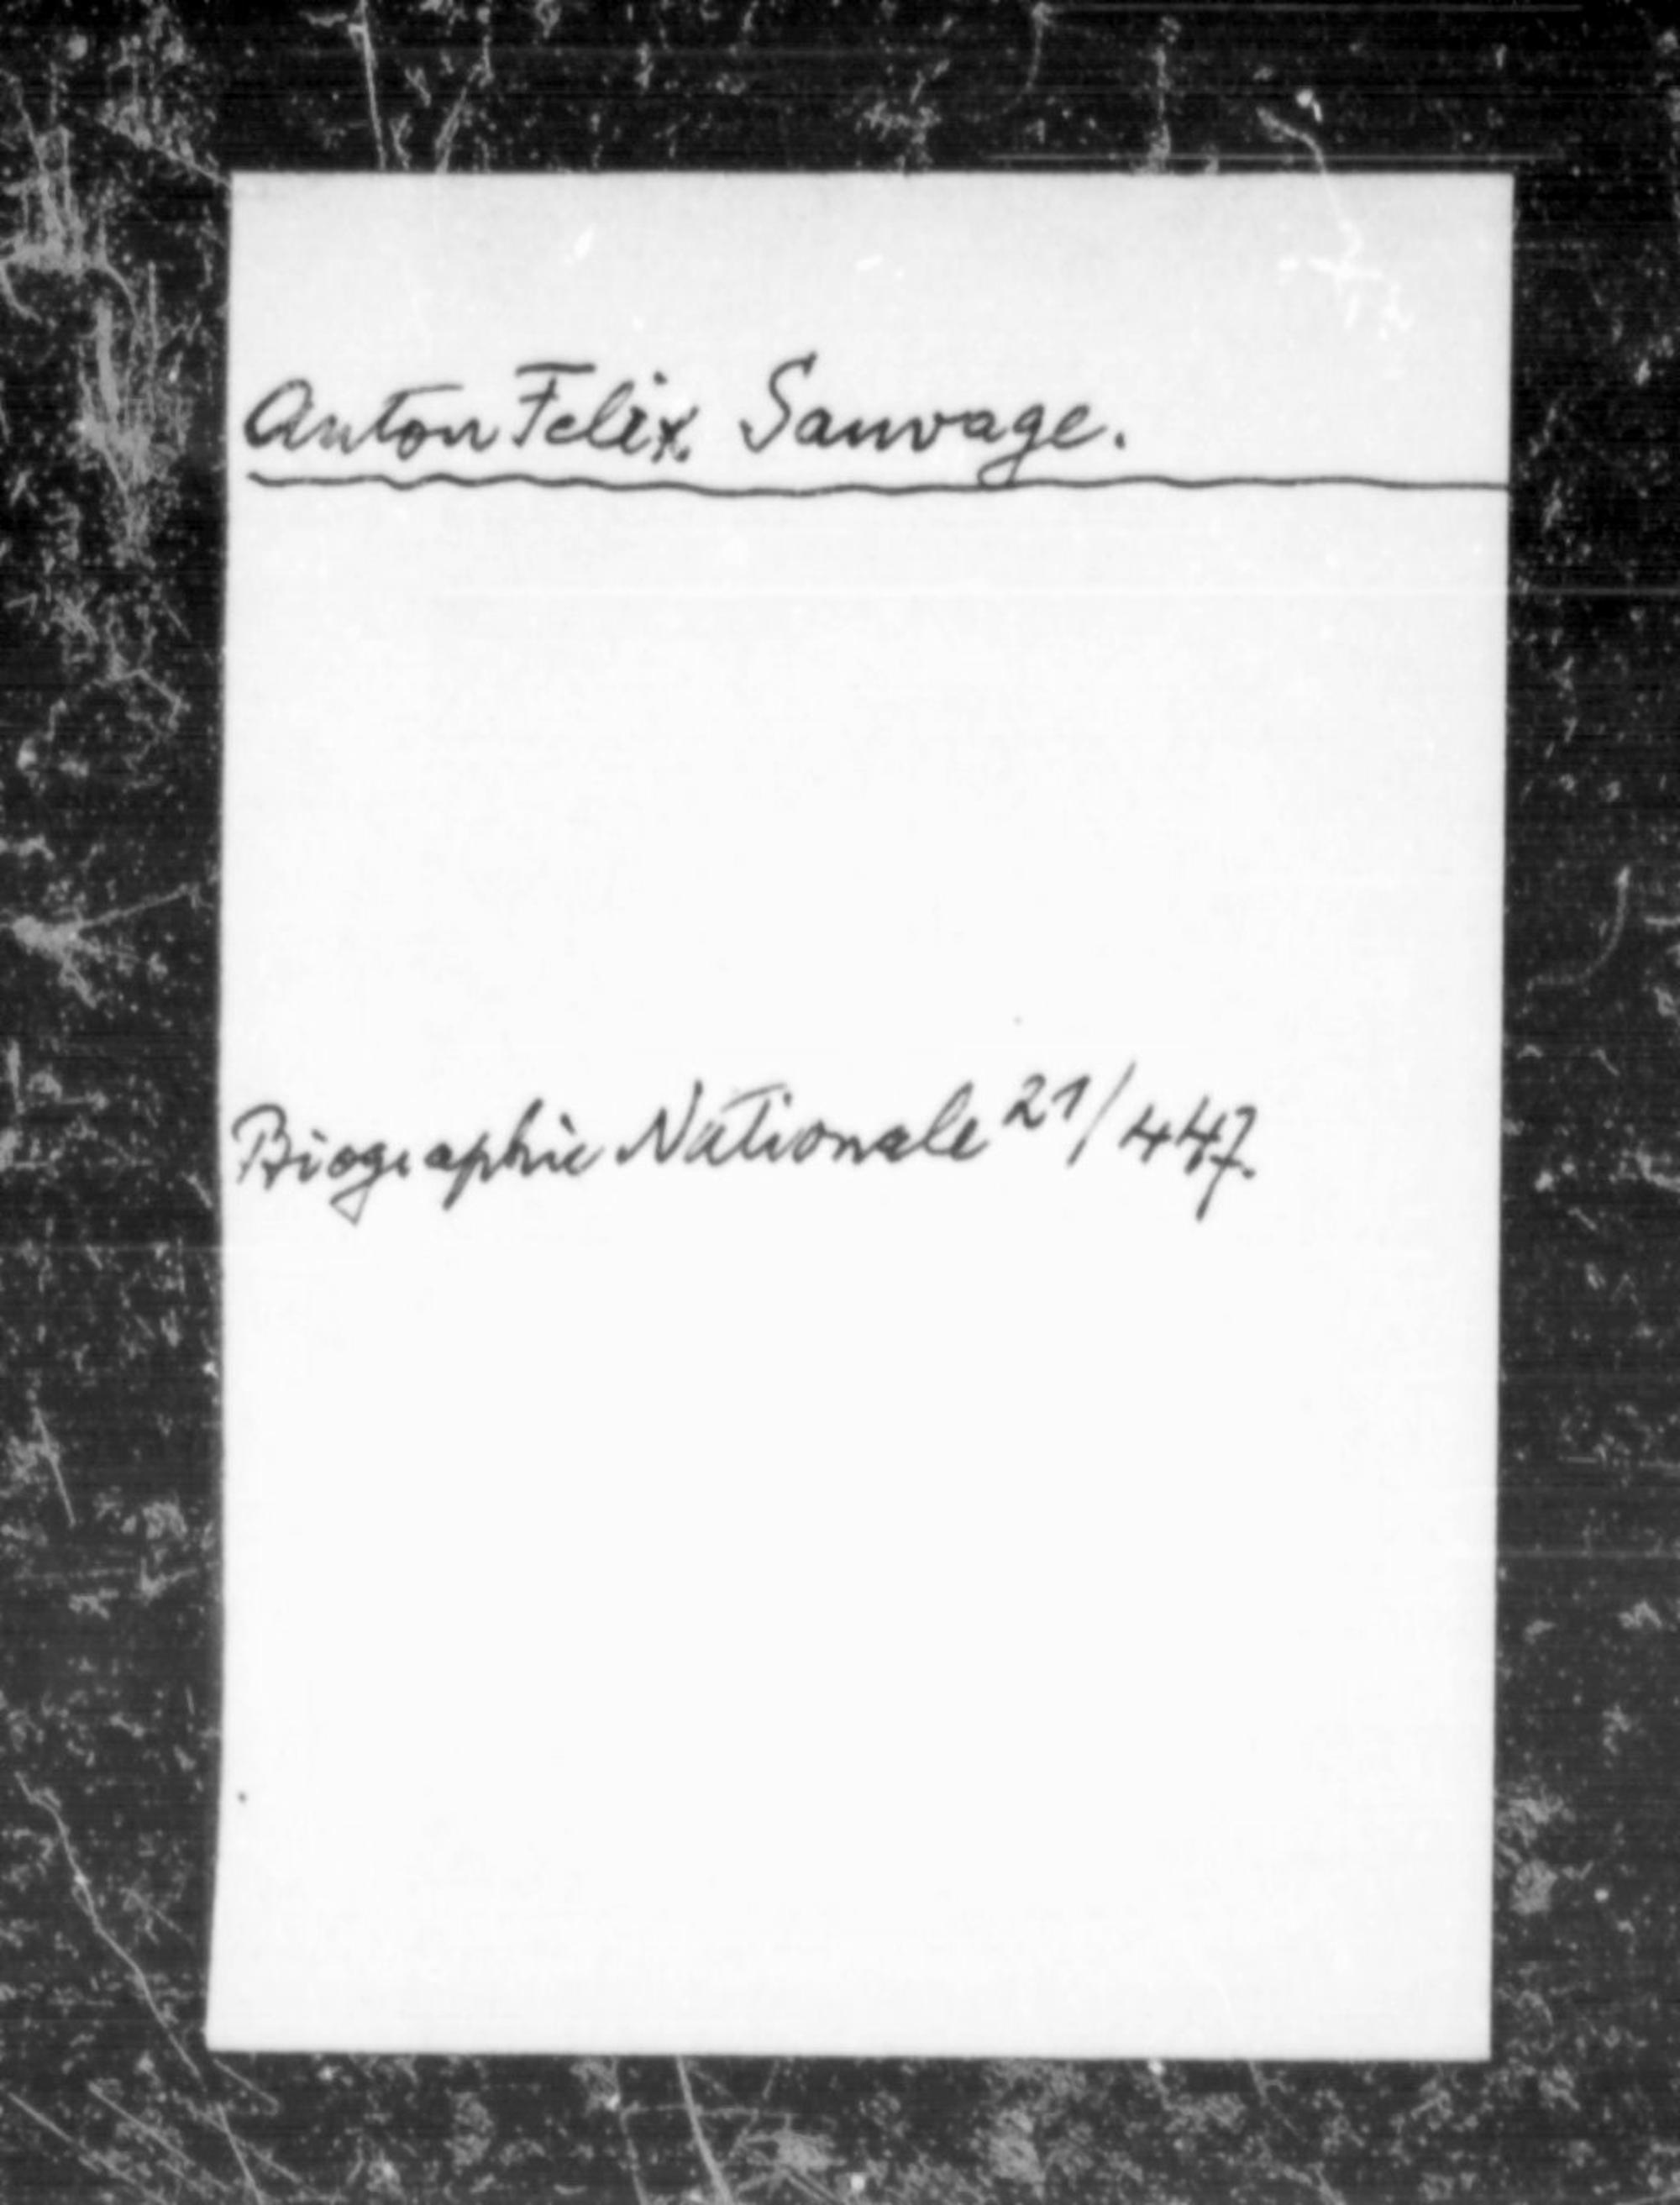 Anton Felix Sauvage.
Biographie Nationale 21/447.